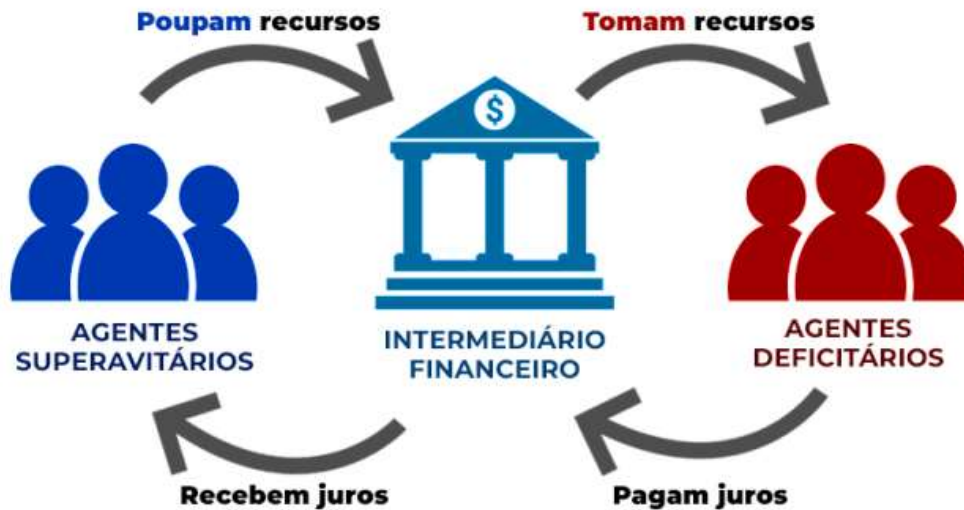 Poupam recursos
Tomam recursos
$
AGENTES
SUPERAVITÁRIOS
INTERMEDIÁRIO
FINANCEIRO
AGENTES
DEFICITÁRIOS
Recebem juros
Pagam juros